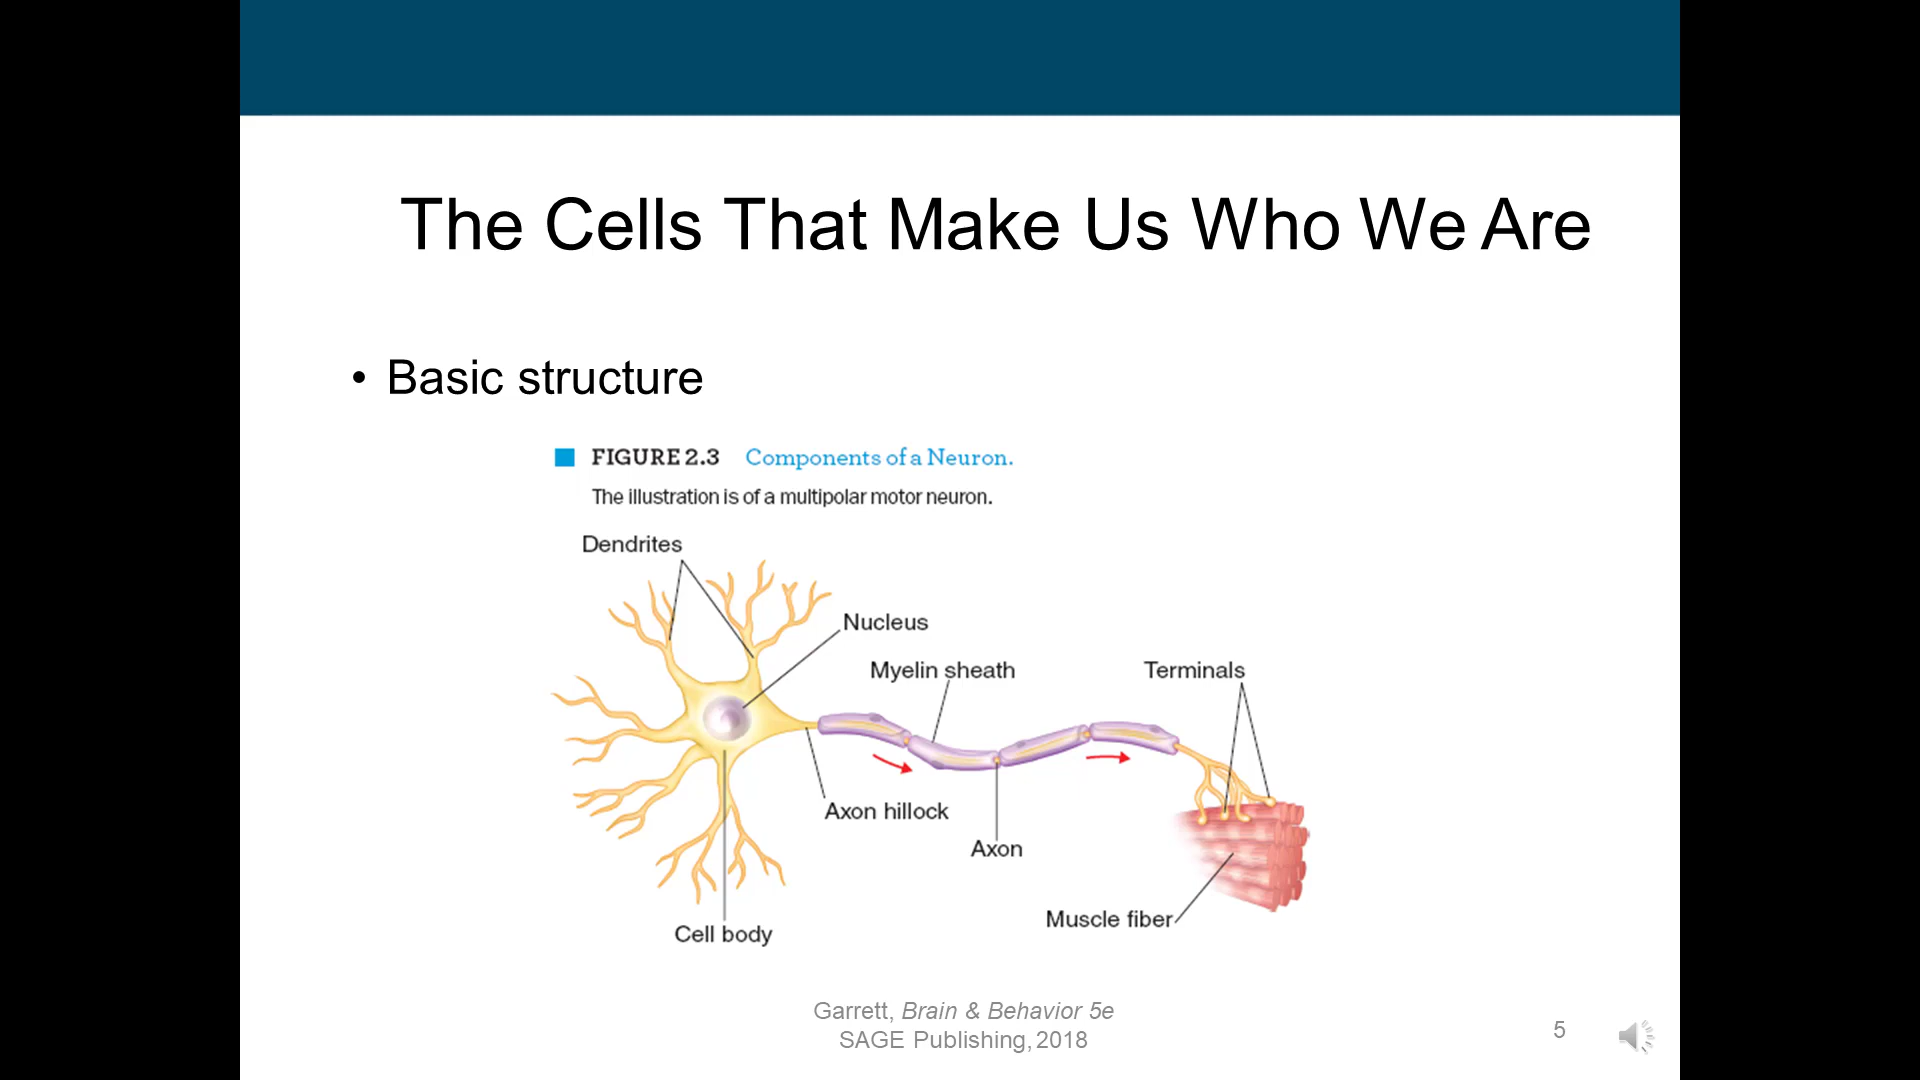 The Cells That Make Us Who We Are
• Basic structure
FIGURE 2.3 Components of a Neuron.
The illustration is of a multipolar motor neuron.
Dendrites
Nucleus
Myelin sheath
Terminals
Axon hillock
Axon
Muscle fiber
Cell body
Garrett, Brain & Behavior 5e
SAGE Publishing, 2018
5